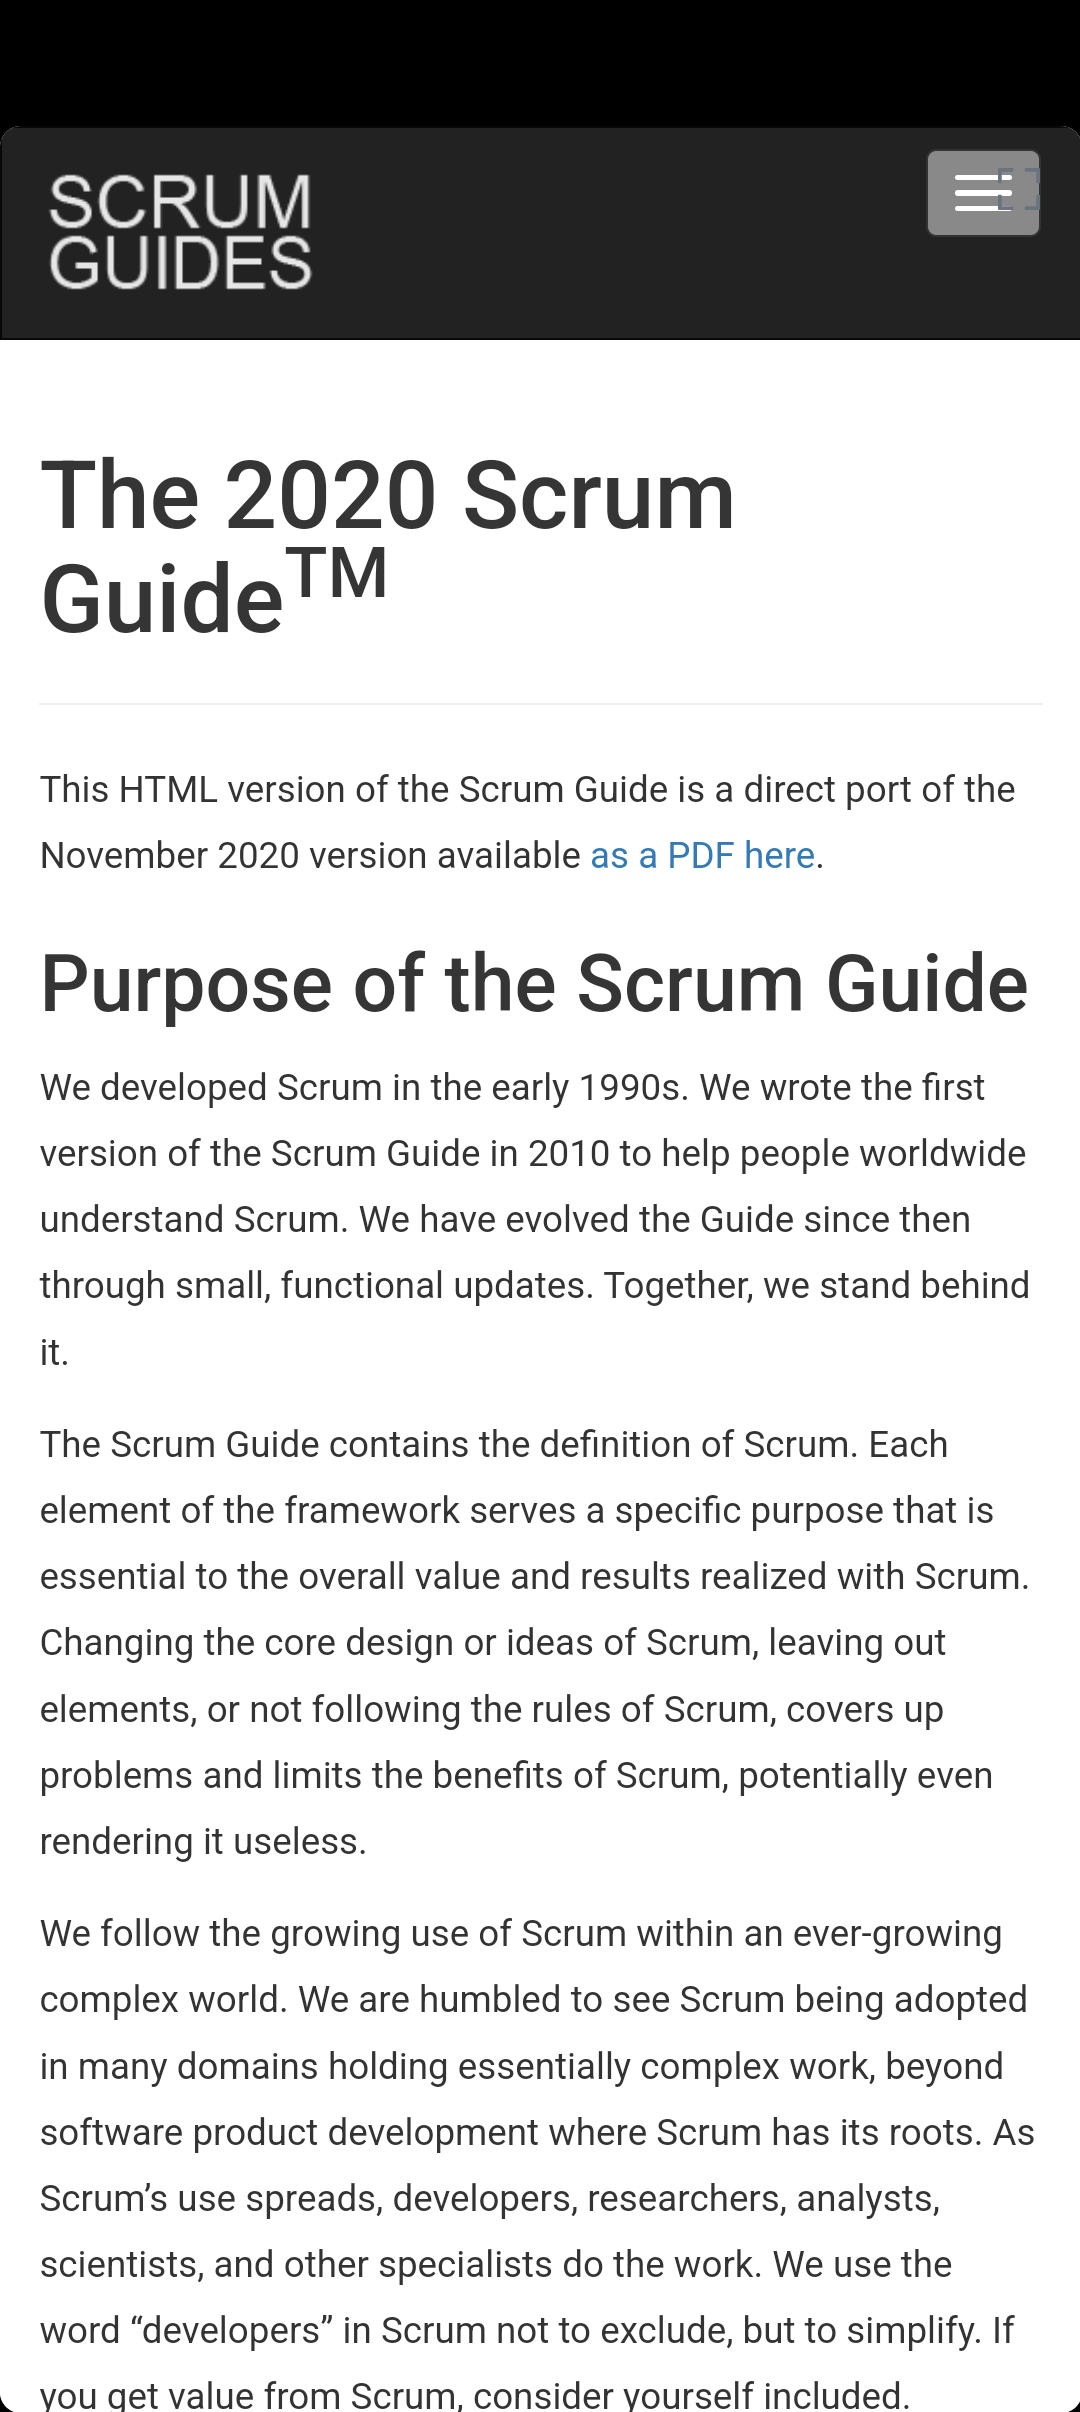 SCRUM
GUIDES
The 2020 Scrum
Guide™
This HTML version of the Scrum Guide is a direct port of the
November 2020 version available as a PDF here.
Purpose of the Scrum Guide
We developed Scrum in the early 1990s. We wrote the first
version of the Scrum Guide in 2010 to help people worldwide
understand Scrum. We have evolved the Guide since then
through small, functional updates. Together, we stand behind
it.
The Scrum Guide contains the definition of Scrum. Each
element of the framework serves a specific purpose that is
essential to the overall value and results realized with Scrum.
Changing the core design or ideas of Scrum, leaving out
elements, or not following the rules of Scrum, covers up
problems and limits the benefits of Scrum, potentially even
rendering it useless.
We follow the growing use of Scrum within an ever-growing
complex world. We are humbled to see Scrum being adopted
in many domains holding essentially complex work, beyond
software product development where Scrum has its roots. As
Scrum’s use spreads, developers, researchers, analysts,
scientists, and other specialists do the work. We use the
word “developers” in Scrum not to exclude, but to simplify. If
you get value from Scrum, consider yourself included.